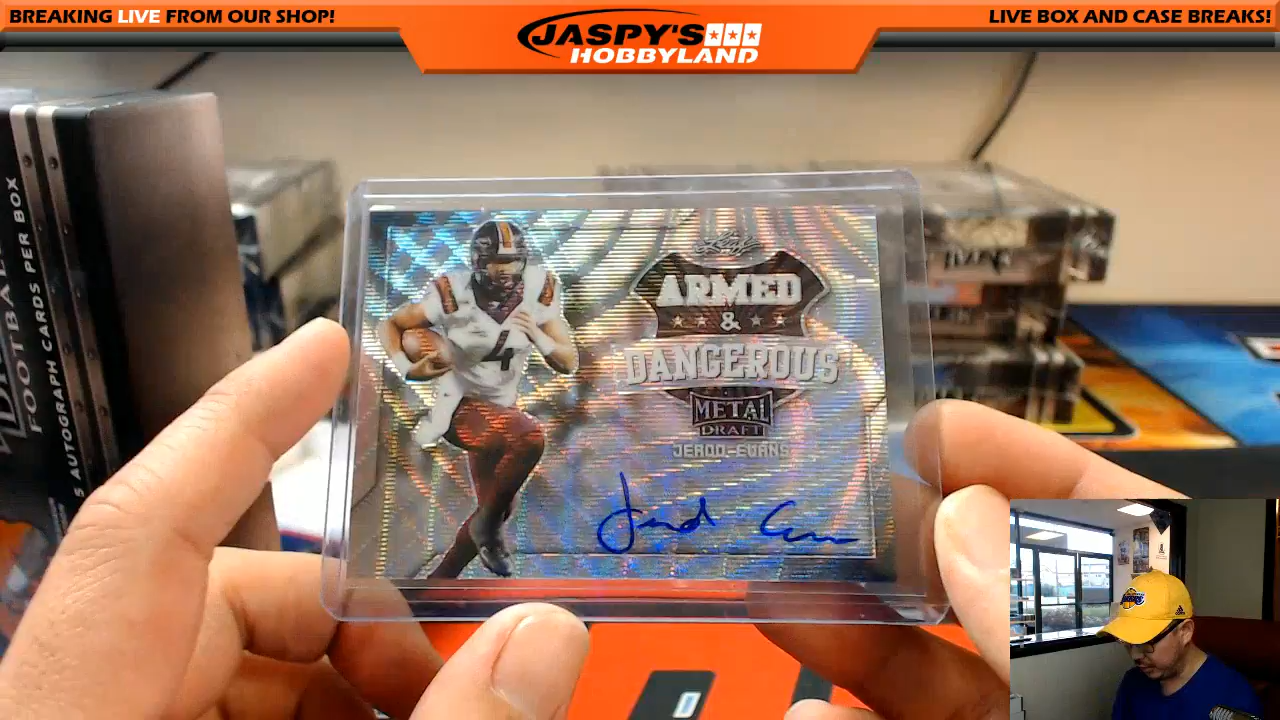 BREAKING LIVE FROM OUR SHOP!
JASPY'S
HOBBYLAND
LIVE BOX AND CASE BREAKS!
FOOTBALL
5 AUTOGRAPH CARDS PER BOX
Leaf
ARMED
&
DANGEROUS
METAL
DRAFT
JEROD EVANS
4